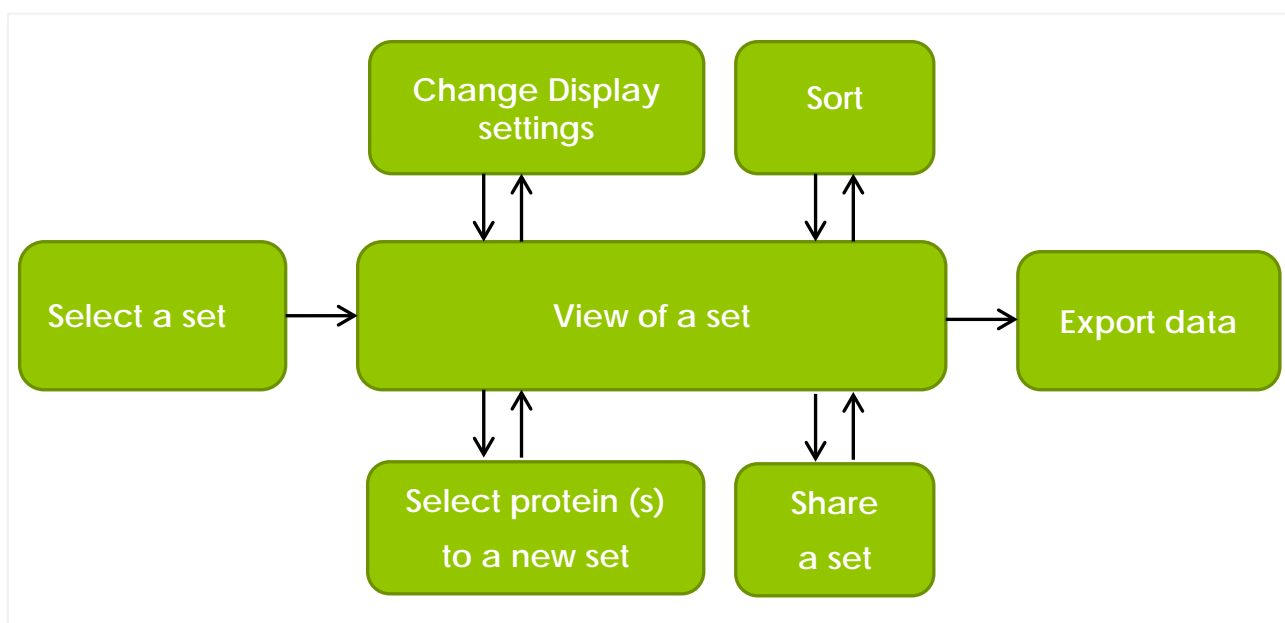 Change Display
settings
Sort
Select a set
View of a set
Export data
Select protein (s)
to a new set
Share
a set